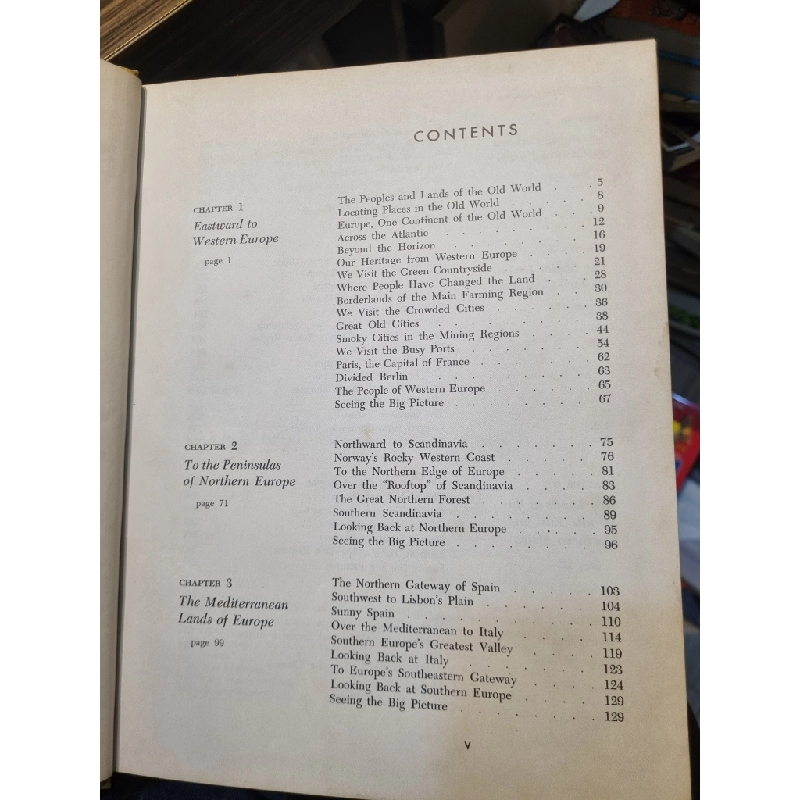 CONTENTS
CHAPTER 1
Eastward to
Western Europe
page 1
The Peoples and Lands of the Old World . . 5
Locating Places in the Old World . . . 8
Europe, One Continent of the Old World . . 9
Across the Atlantic . . . . . . 12
Beyond the Horizon . . . . . . 16
Our Heritage from Western Europe . . . 19
We Visit the Green Countryside . . . . 21
Where People Have Changed the Land . . 28
Borderlands of the Main Farming Region . . 30
We Visit the Crowded Cities . . . . 36
Great Old Cities . . . . . . 38
Smoky Cities in the Mining Regions . . . 44
We Visit the Busy Ports . . . . . 54
Paris, the Capital of France . . . . 62
Divided Berlin . . . . . . 63
The People of Western Europe . . . . 65
Seeing the Big Picture . . . . . 67
CHAPTER 2
To the Peninsulas
of Northern Europe
page 71
Northward to Scandinavia . . . . . . 75
Norway's Rocky Western Coast . . . . . 76
To the Northern Edge of Europe . . . . 81
Over the "Rooftop" of Scandinavia . . . . 83
The Great Northern Forest . . . . . 86
Southern Scandinavia . . . . . . 89
Looking Back at Northern Europe . . . . 95
Seeing the Big Picture . . . . . . 96
CHAPTER 3
The Mediterranean
Lands of Europe
page 99
The Northern Gateway of Spain . . . . 103
Southwest to Lisbon's Plain . . . . . 104
Sunny Spain . . . . . . . 110
Over the Mediterranean to Italy . . . . 114
Southern Europe's Greatest Valley . . . . 119
Looking Back at Italy . . . . . . 123
To Europe's Southeastern Gateway . . . . 124
Looking Back at Southern Europe . . . . 129
Seeing the Big Picture . . . . . . 129
v